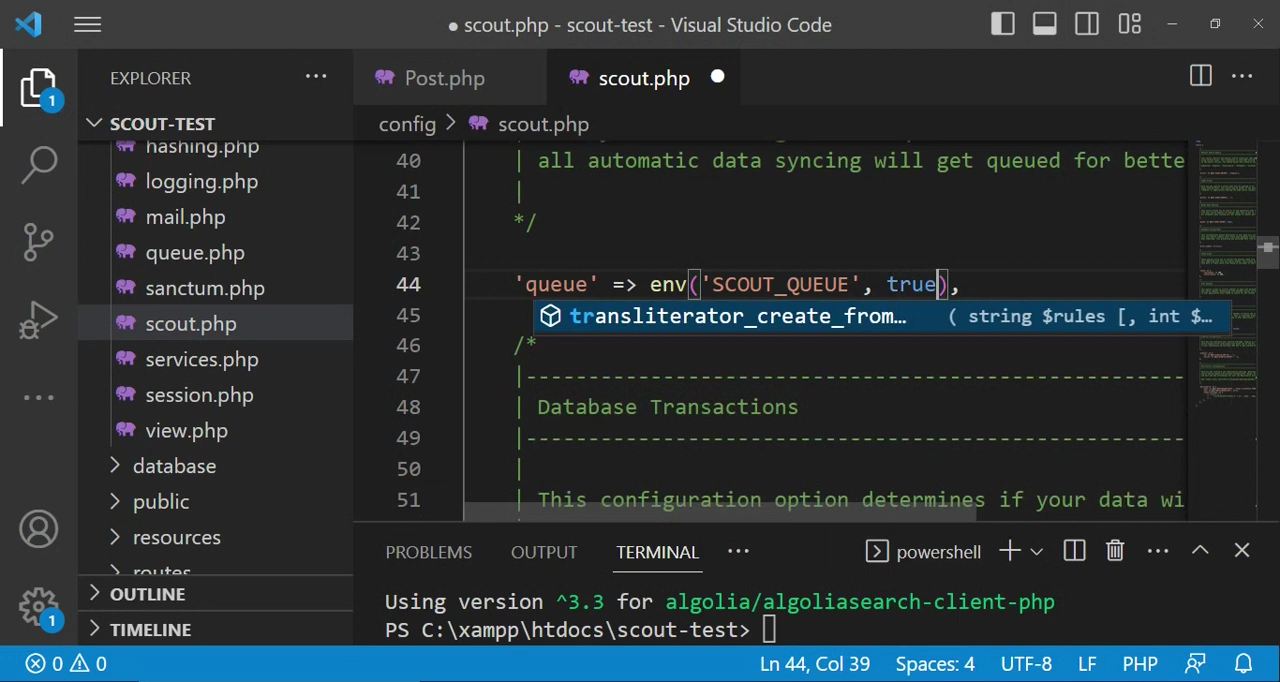 ● scout.php - scout-test - Visual Studio Code
EXPLORER
Post.php
scout.php
SCOUT-TEST
config > scout.php
hashing.php
logging.php
mail.php
queue.php
sanctum.php
scout.php
services.php
session.php
view.php
database
public
resources
routes
OUTLINE
TIMELINE
1
1
40 | all automatic data syncing will get queued for bette
41 |
42 */
43
44 'queue' => env('SCOUT_QUEUE', true),
45
transliterator_create_from... ( string $rules [, int $...
46 /*
47 |-----------------------------------------------------
48 | Database Transactions
49 |-----------------------------------------------------
50 |
51 | This configuration option determines if your data wi
PROBLEMS OUTPUT TERMINAL ... powershell
Using version ^3.3 for algolia/algoliasearch-client-php
PS C:\xampp\htdocs\scout-test>
0 0 Ln 44, Col 39 Spaces: 4 UTF-8 LF PHP